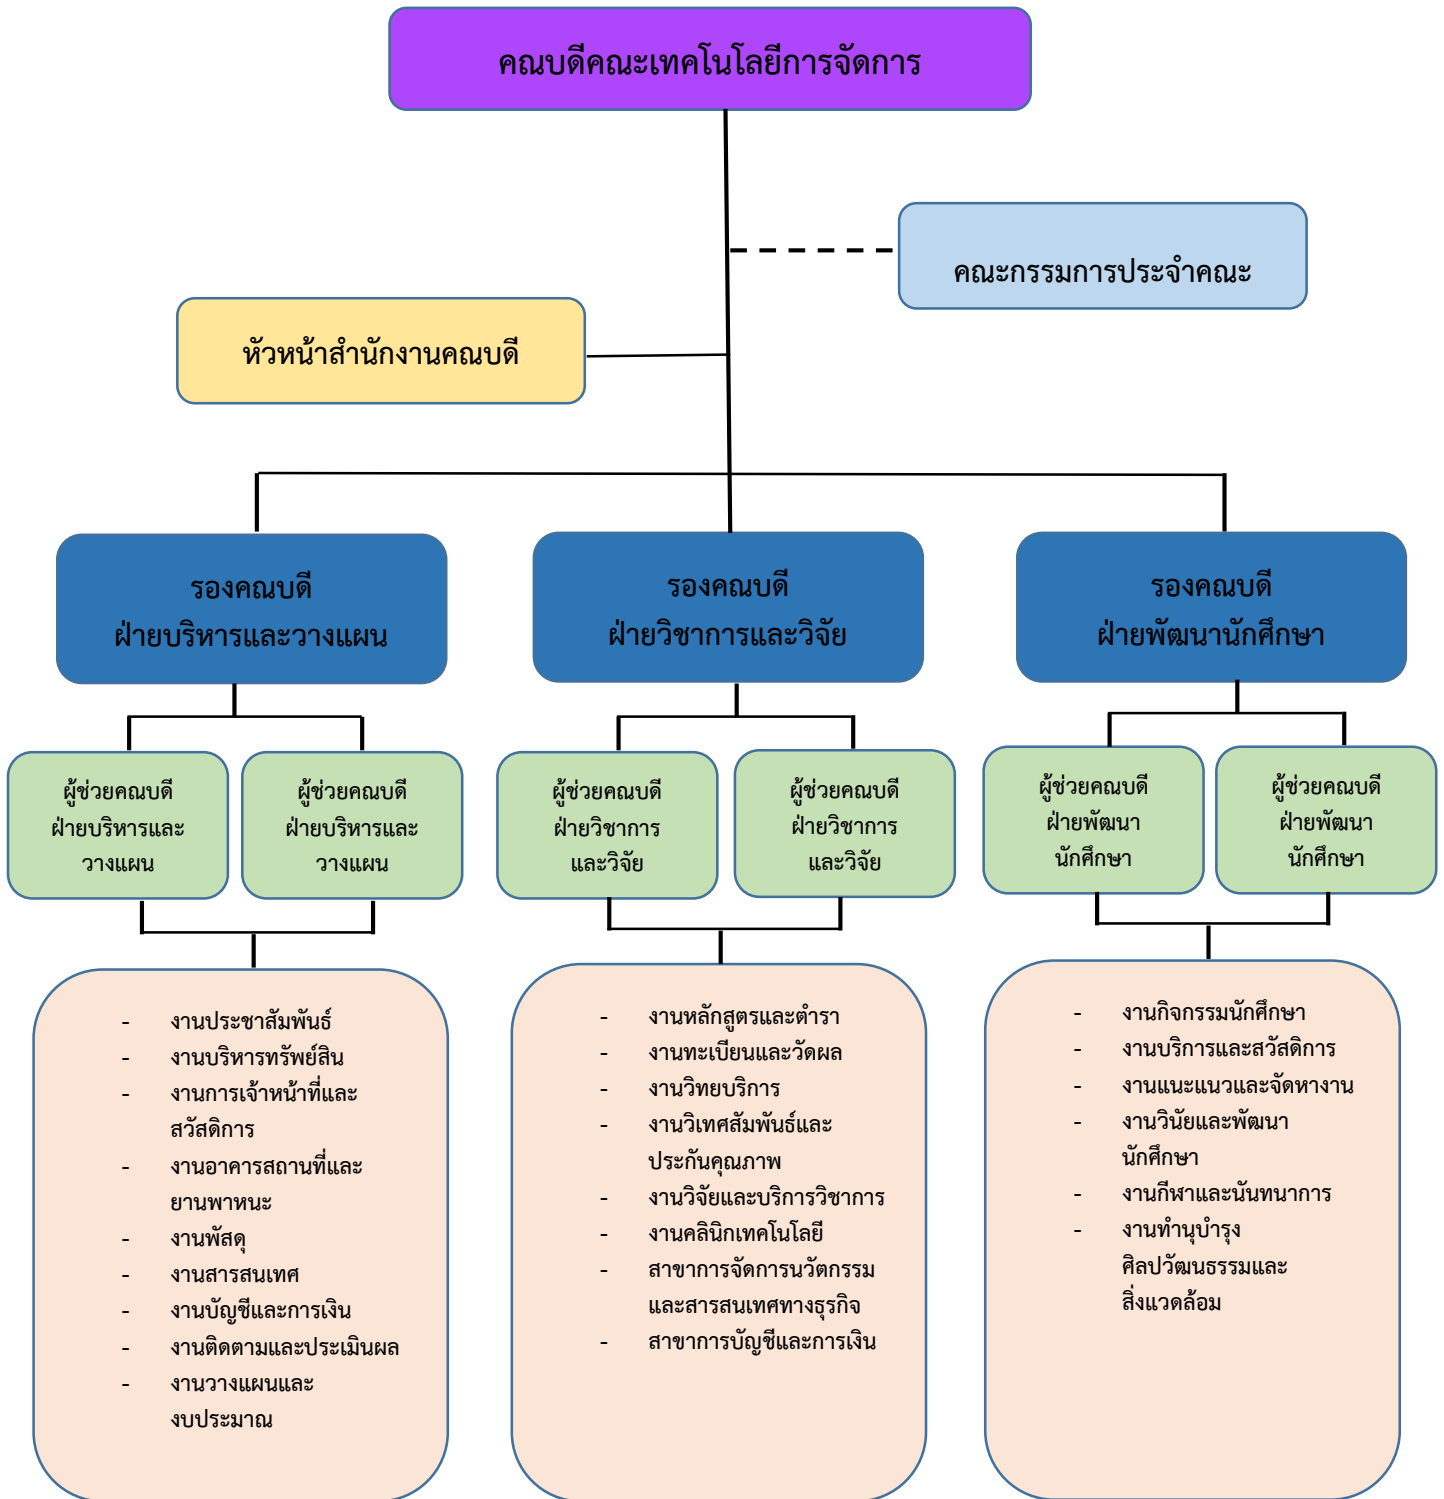 คณบดีคณะเทคโนโลยีการจัดการ
คณะกรรมการประจำคณะ
หัวหน้าสำนักงานคณบดี
รองคณบดี
ฝ่ายบริหารและวางแผน
รองคณบดี
ฝ่ายวิชาการและวิจัย
รองคณบดี
ฝ่ายพัฒนานักศึกษา
ผู้ช่วยคณบดี
ฝ่ายบริหารและ
วางแผน
ผู้ช่วยคณบดี
ฝ่ายบริหารและ
วางแผน
ผู้ช่วยคณบดี
ฝ่ายวิชาการ
และวิจัย
ผู้ช่วยคณบดี
ฝ่ายวิชาการ
และวิจัย
ผู้ช่วยคณบดี
ฝ่ายพัฒนา
นักศึกษา
ผู้ช่วยคณบดี
ฝ่ายพัฒนา
นักศึกษา
- งานประชาสัมพันธ์
- งานบริหารทรัพย์สิน
- งานการเจ้าหน้าที่และ
สวัสดิการ
- งานอาคารสถานที่และ
ยานพาหนะ
- งานพัสดุ
- งานสารสนเทศ
- งานบัญชีและการเงิน
- งานติดตามและประเมินผล
- งานวางแผนและ
งบประมาณ
- งานหลักสูตรและตำรา
- งานทะเบียนและวัดผล
- งานวิทยบริการ
- งานวิเทศสัมพันธ์และ
ประกันคุณภาพ
- งานวิจัยและบริการวิชาการ
- งานคลินิกเทคโนโลยี
- สาขาการจัดการนวัตกรรม
และสารสนเทศทางธุรกิจ
- สาขาการบัญชีและการเงิน
- งานกิจกรรมนักศึกษา
- งานบริการและสวัสดิการ
- งานแนะแนวและจัดหางาน
- งานวินัยและพัฒนา
นักศึกษา
- งานกีฬาและนันทนาการ
- งานทำนุบำรุง
ศิลปวัฒนธรรมและ
สิ่งแวดล้อม